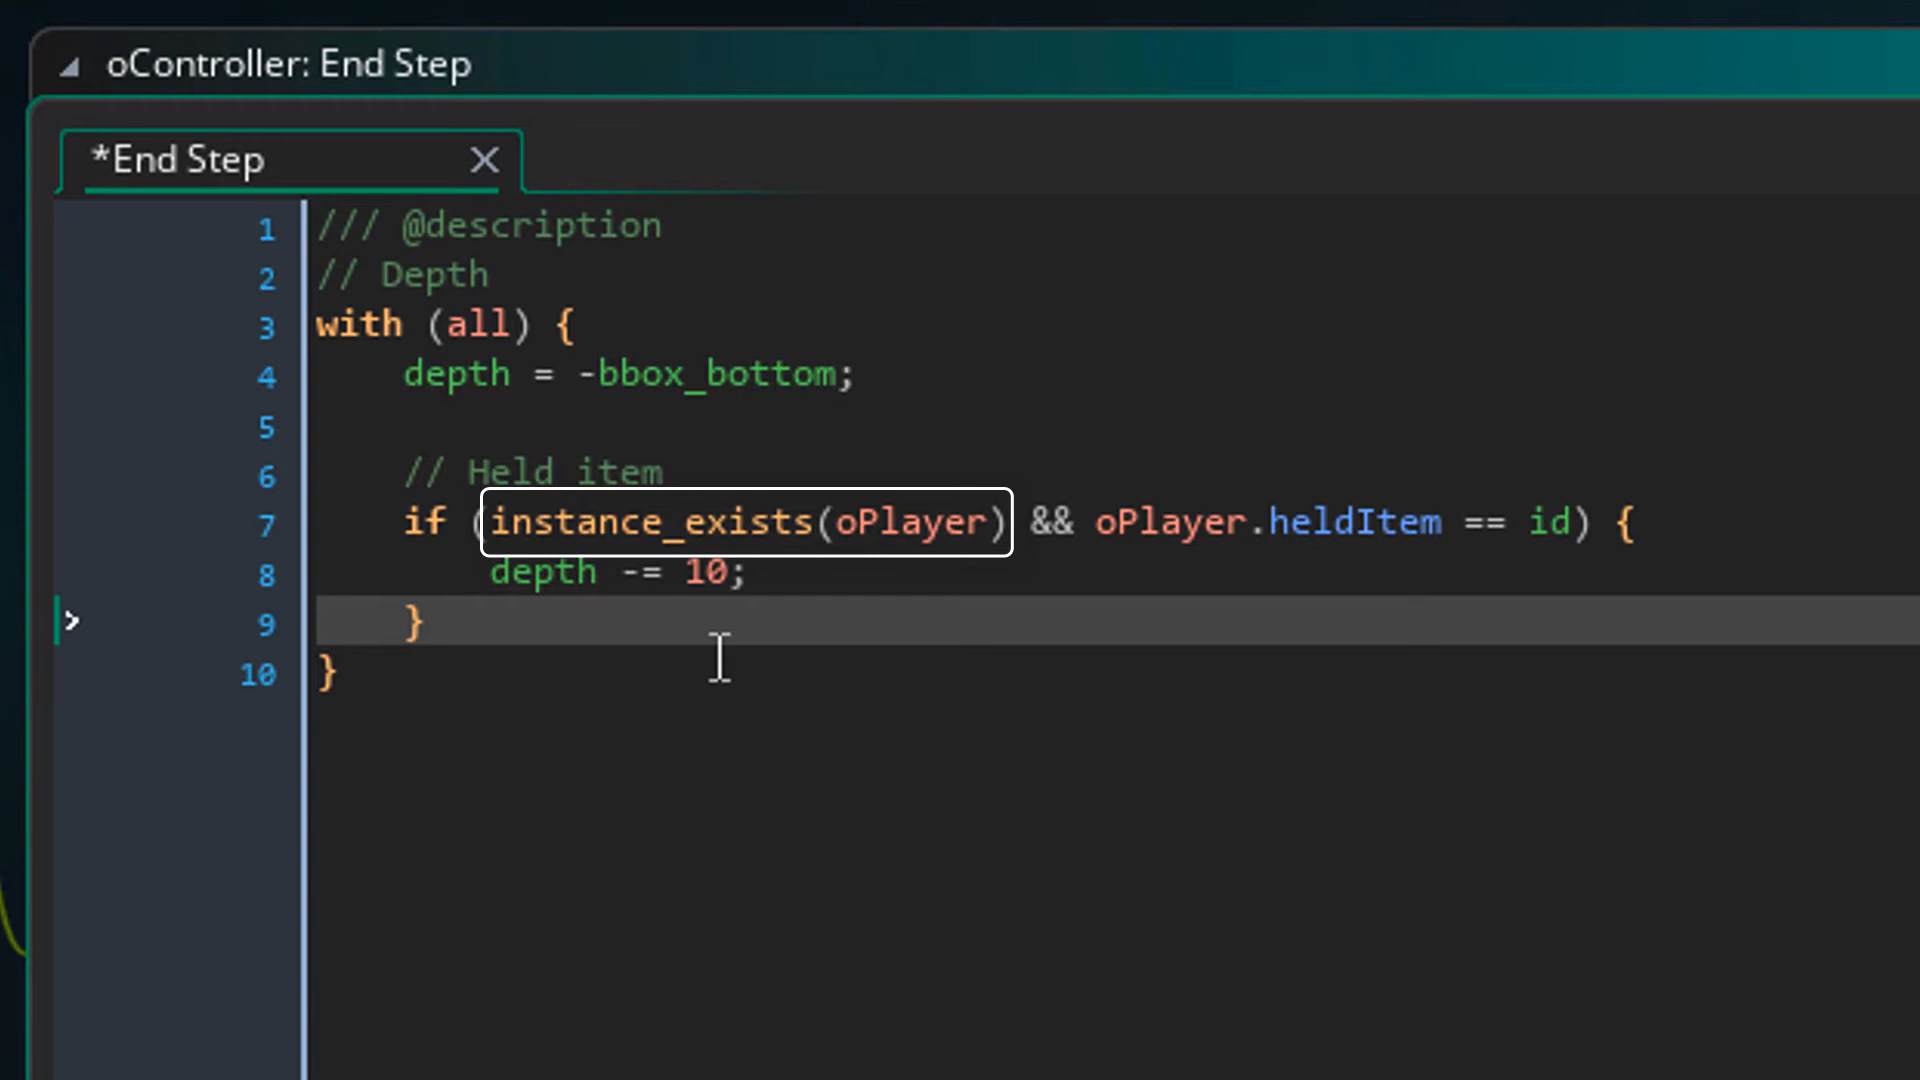 oController: End Step
*End Step
1 /// @description
2 // Depth
3 with (all) {
4 depth = -bbox_bottom;
5
6 // Held item
7 if (instance_exists(oPlayer) && oPlayer.heldItem == id) {
8 depth -= 10;
9 }
10 }